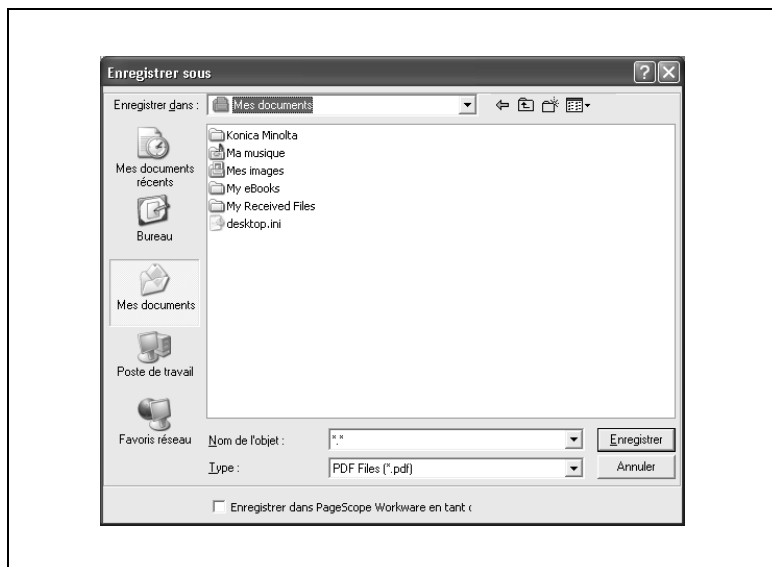 Enregistrer sous
Enregistrer dans : Mes documents
Mes documents
récents
Bureau
Mes documents
Poste de travail
Favoris réseau
Konica Minolta
Ma musique
Mes images
My eBooks
My Received Files
desktop.ini
Nom de l'objet : *.* Enregistrer
Type : PDF Files (*.pdf) Annuler
Enregistrer dans PageScope Workware en tant